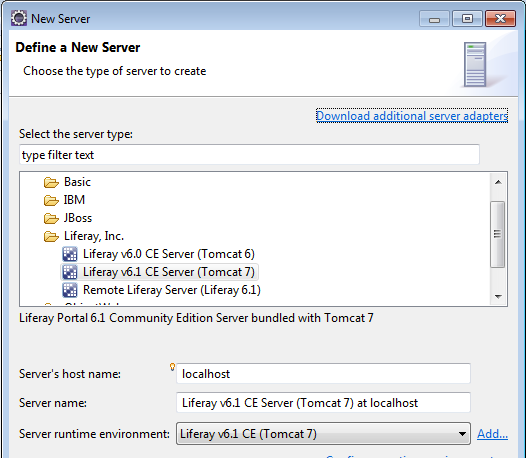 New Server
Define a New Server
Choose the type of server to create
Download additional server adapters
Select the server type:
type filter text
Basic
IBM
JBoss
Liferay, Inc.
Liferay v6.0 CE Server (Tomcat 6)
Liferay v6.1 CE Server (Tomcat 7)
Remote Liferay Server (Liferay 6.1)
Liferay Portal 6.1 Community Edition Server bundled with Tomcat 7
Server's host name: localhost
Server name: Liferay v6.1 CE Server (Tomcat 7) at localhost
Server runtime environment: Liferay v6.1 CE (Tomcat 7) Add...